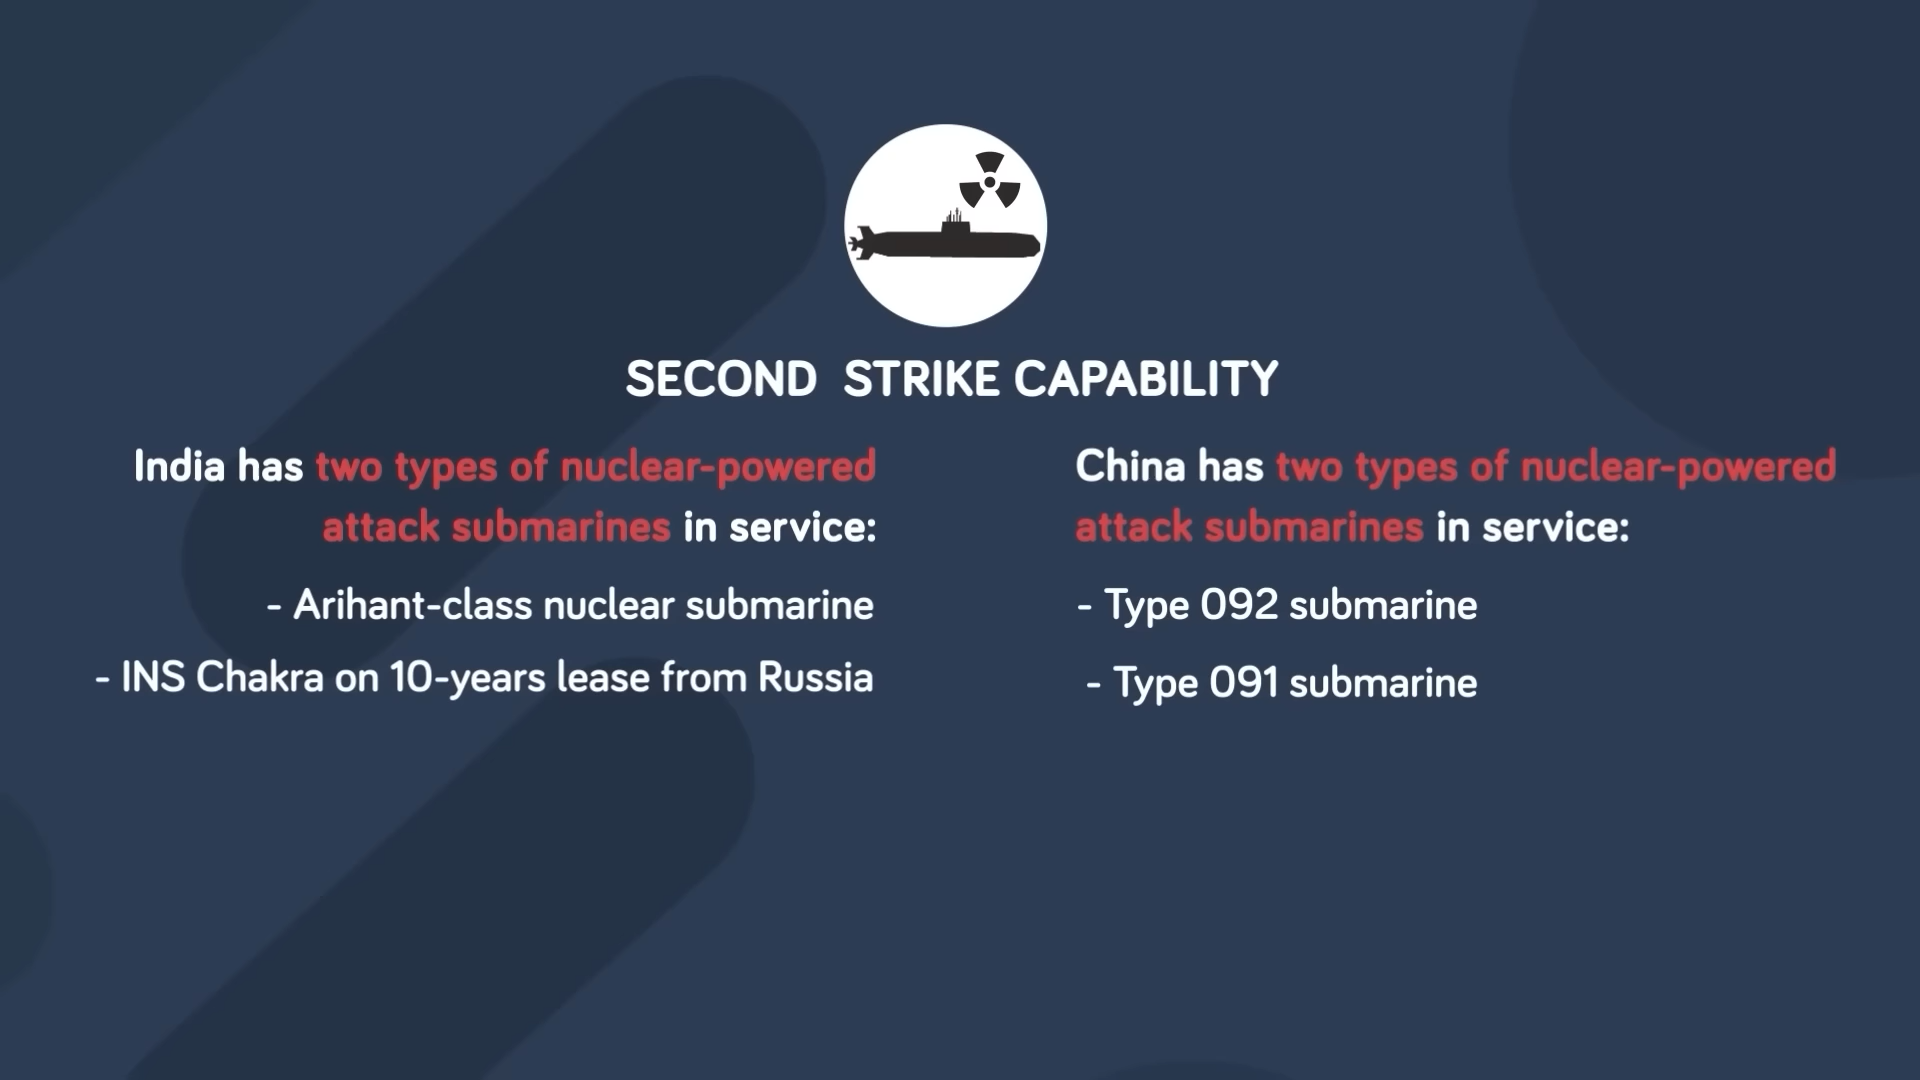 SECOND STRIKE CAPABILITY
India has two types of nuclear-powered
attack submarines in service:
- Arihant-class nuclear submarine
- INS Chakra on 10-years lease from Russia
China has two types of nuclear-powered
attack submarines in service:
- Type 092 submarine
- Type 091 submarine